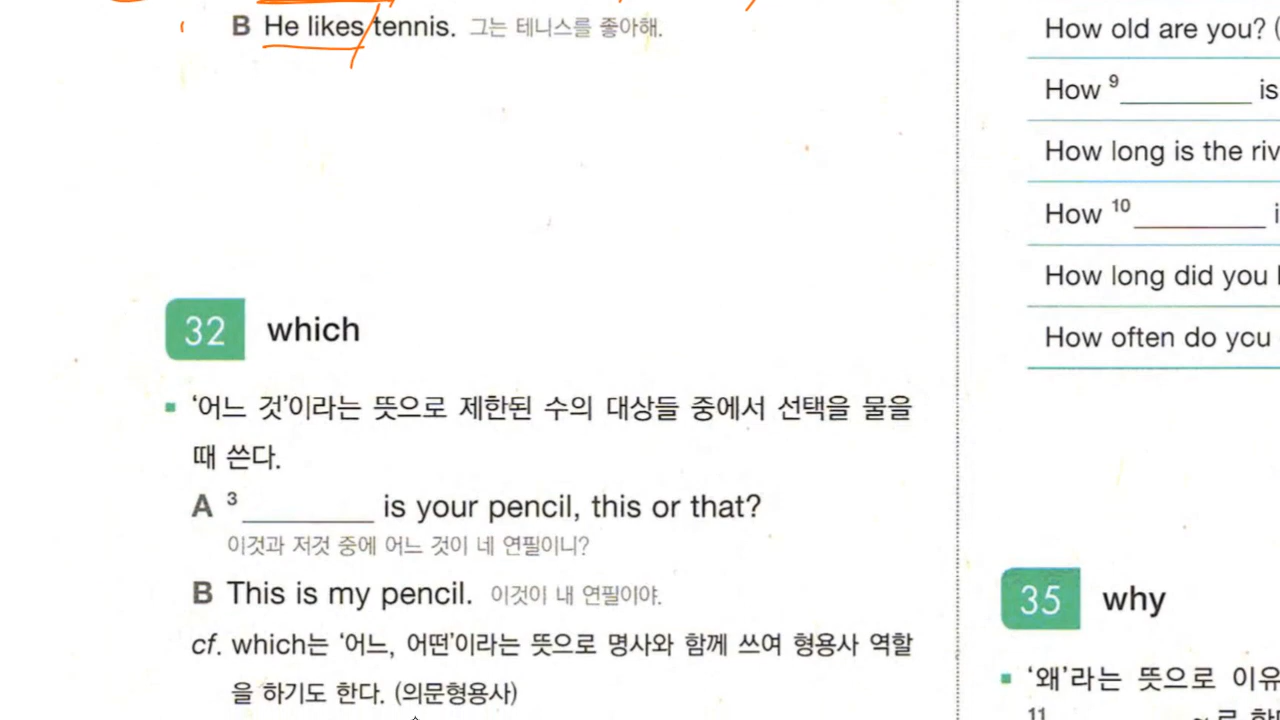 B He likes tennis. 그는 테니스를 좋아해.
32 which
'어느 것'이라는 뜻으로 제한된 수의 대상들 중에서 선택을 물을
때 쓴다.
A 3 ________ is your pencil, this or that?
이것과 저것 중에 어느 것이 네 연필이니?
B This is my pencil. 이것이 내 연필이야.
cf. which는 '어느, 어떤'이라는 뜻으로 명사와 함께 쓰여 형용사 역할
을 하기도 한다. (의문형용사)
How old are you? (
How 9 ________ is
How long is the riv
How 10 ________ i
How long did you
How often do you
35 why
'왜'라는 뜻으로 이유
11